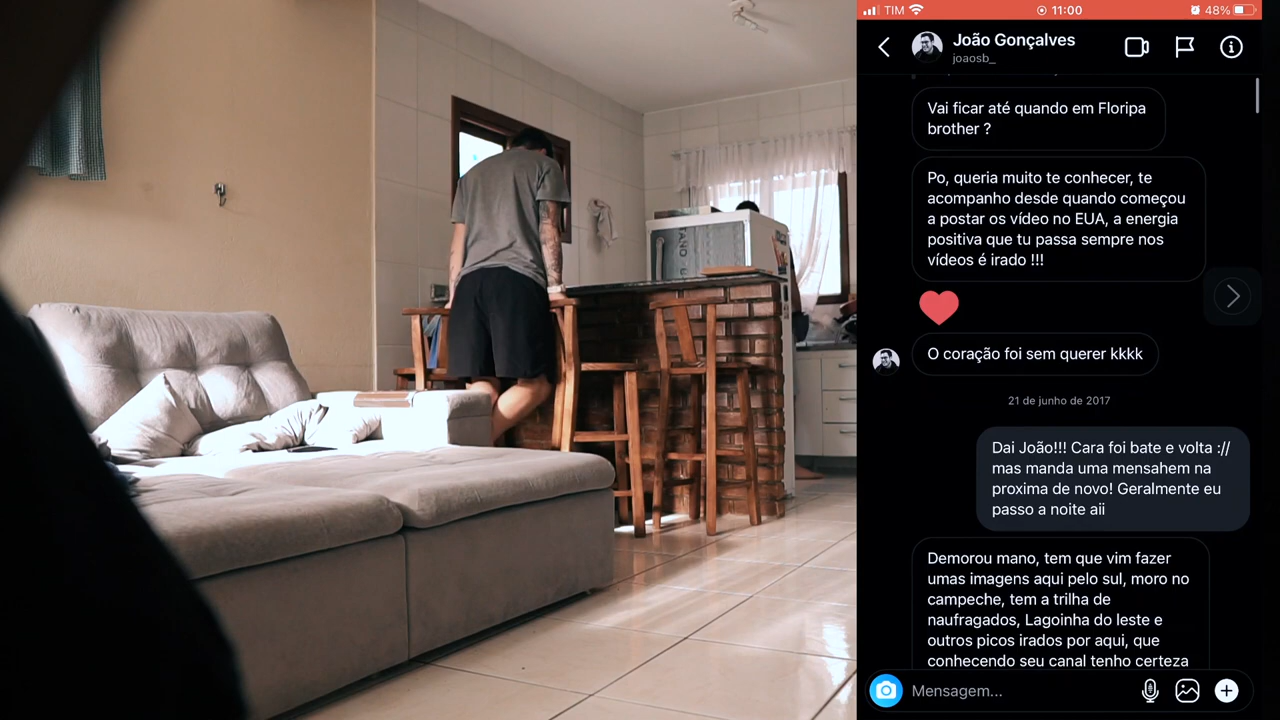 TIM
11:00
48%
João Gonçalves
joaosb_
Vai ficar até quando em Floripa
brother ?
Po, queria muito te conhecer, te
acompanho desde quando começou
a postar os vídeo no EUA, a energia
positiva que tu passa sempre nos
vídeos é irado !!!
O coração foi sem querer kkkk
21 de junho de 2017
Dai João!!! Cara foi bate e volta ://
mas manda uma mensahem na
proxima de novo! Geralmente eu
passo a noite aii
Demorou mano, tem que vim fazer
umas imagens aqui pelo sul, moro no
campeche, tem a trilha de
naufragados, Lagoinha do leste e
outros picos irados por aqui, que
conhecendo seu canal tenho certeza
Mensagem...